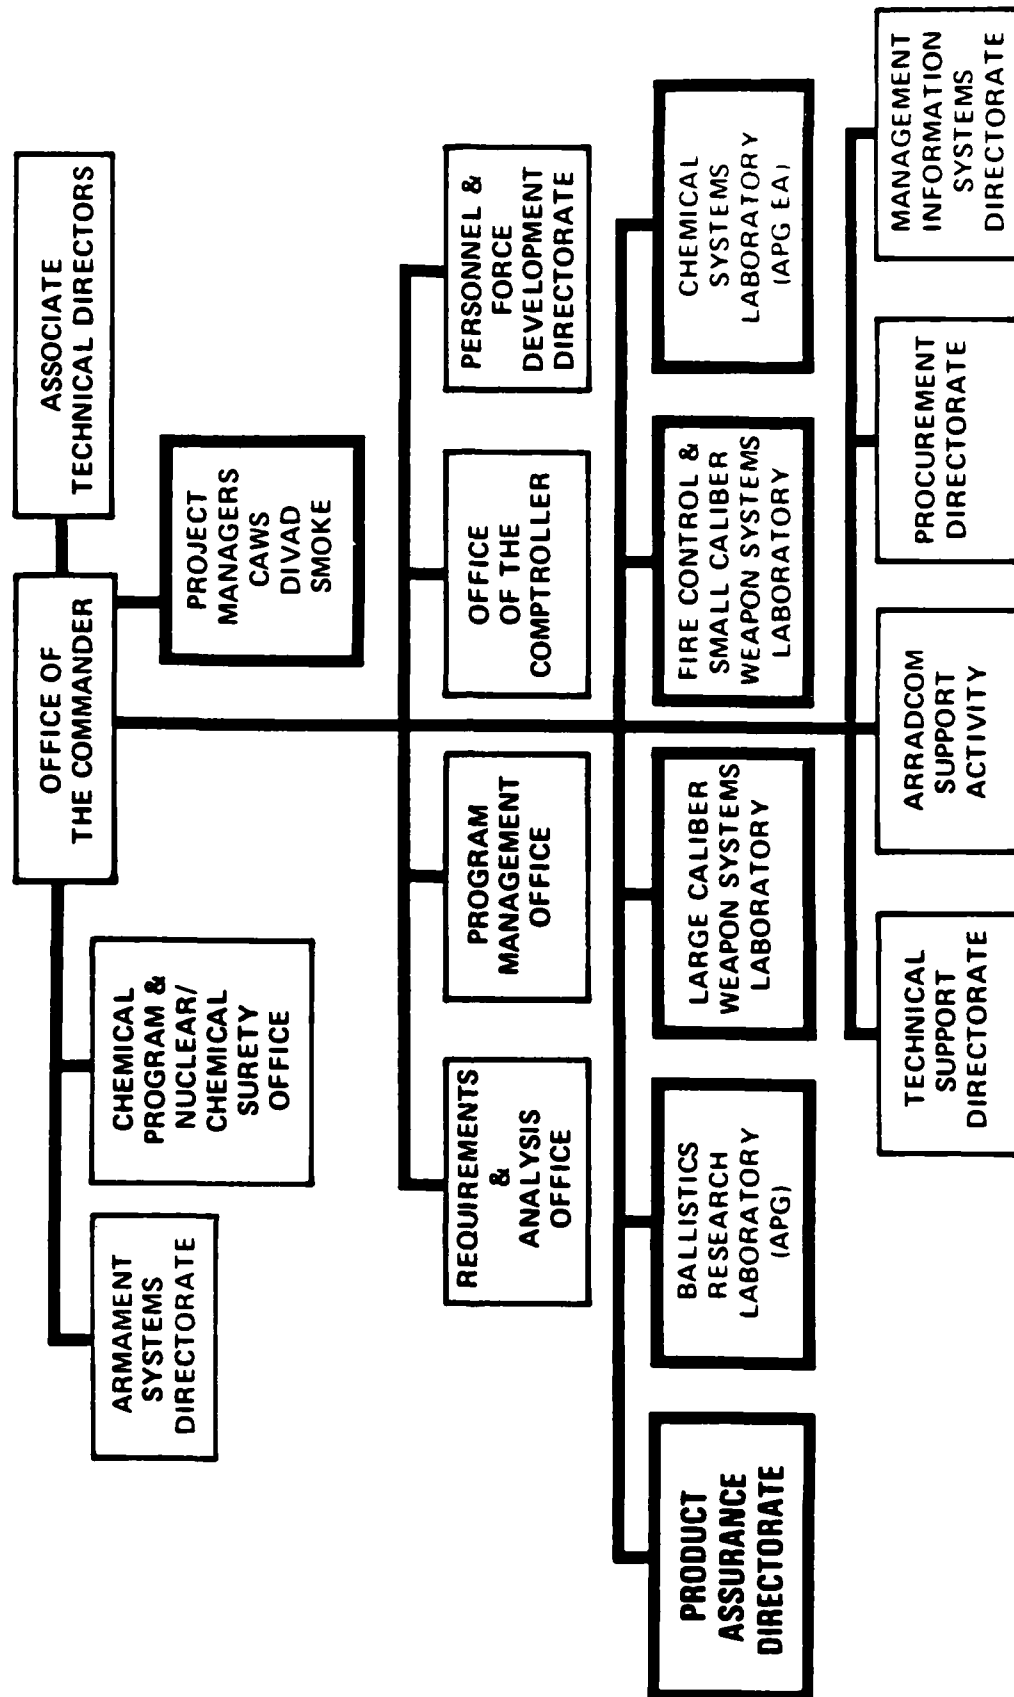 OFFICE OF
THE COMMANDER
ASSOCIATE
TECHNICAL DIRECTORS
ARMAMENT
SYSTEMS
DIRECTORATE
CHEMICAL
PROGRAM &
NUCLEAR/
CHEMICAL
SURETY
OFFICE
PROJECT
MANAGERS
CAWS
DIVAD
SMOKE
REQUIREMENTS
&
ANALYSIS
OFFICE
PROGRAM
MANAGEMENT
OFFICE
OFFICE
OF THE
COMPTROLLER
PERSONNEL &
FORCE
DEVELOPMENT
DIRECTORATE
PRODUCT
ASSURANCE
DIRECTORATE
BALLISTICS
RESEARCH
LABORATORY
(APG)
LARGE CALIBER
WEAPON SYSTEMS
LABORATORY
FIRE CONTROL &
SMALL CALIBER
WEAPON SYSTEMS
LABORATORY
CHEMICAL
SYSTEMS
LABORATORY
(APG EA)
TECHNICAL
SUPPORT
DIRECTORATE
ARRADCOM
SUPPORT
ACTIVITY
PROCUREMENT
DIRECTORATE
MANAGEMENT
INFORMATION
SYSTEMS
DIRECTORATE